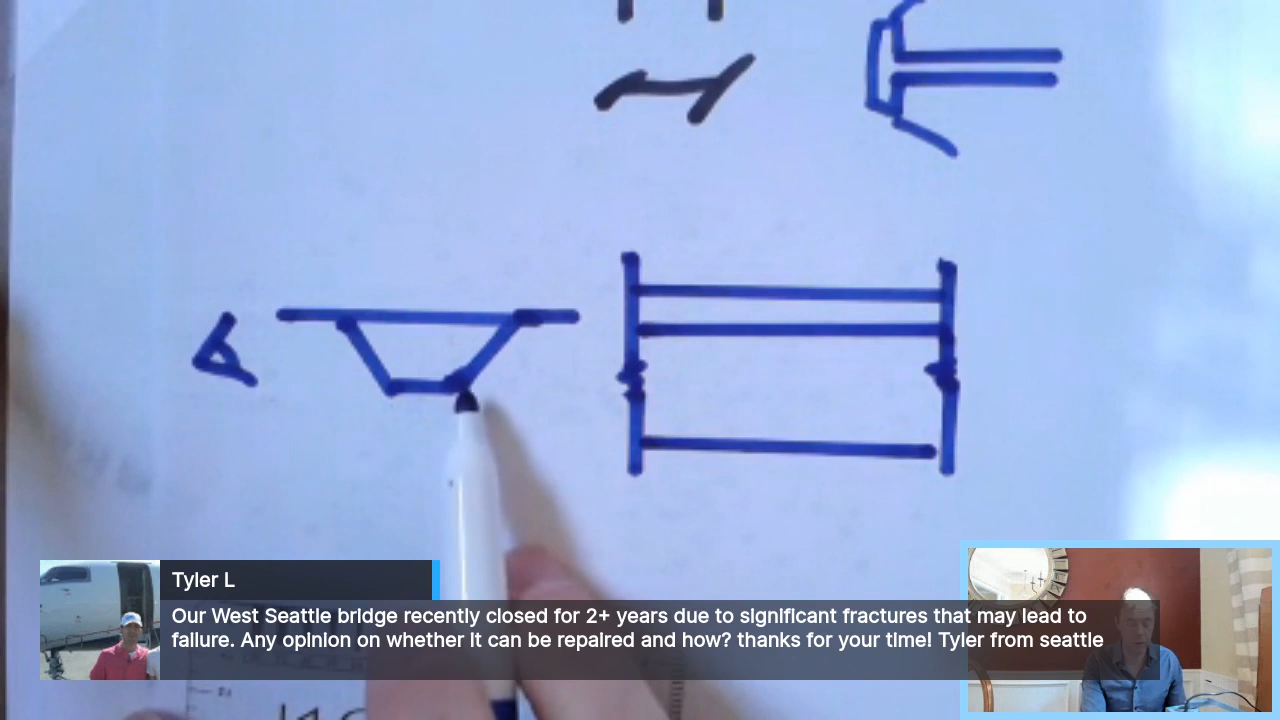 Tyler L
Our West Seattle bridge recently closed for 2+ years due to significant fractures that may lead to
failure. Any opinion on whether it can be repaired and how? thanks for your time! Tyler from seattle